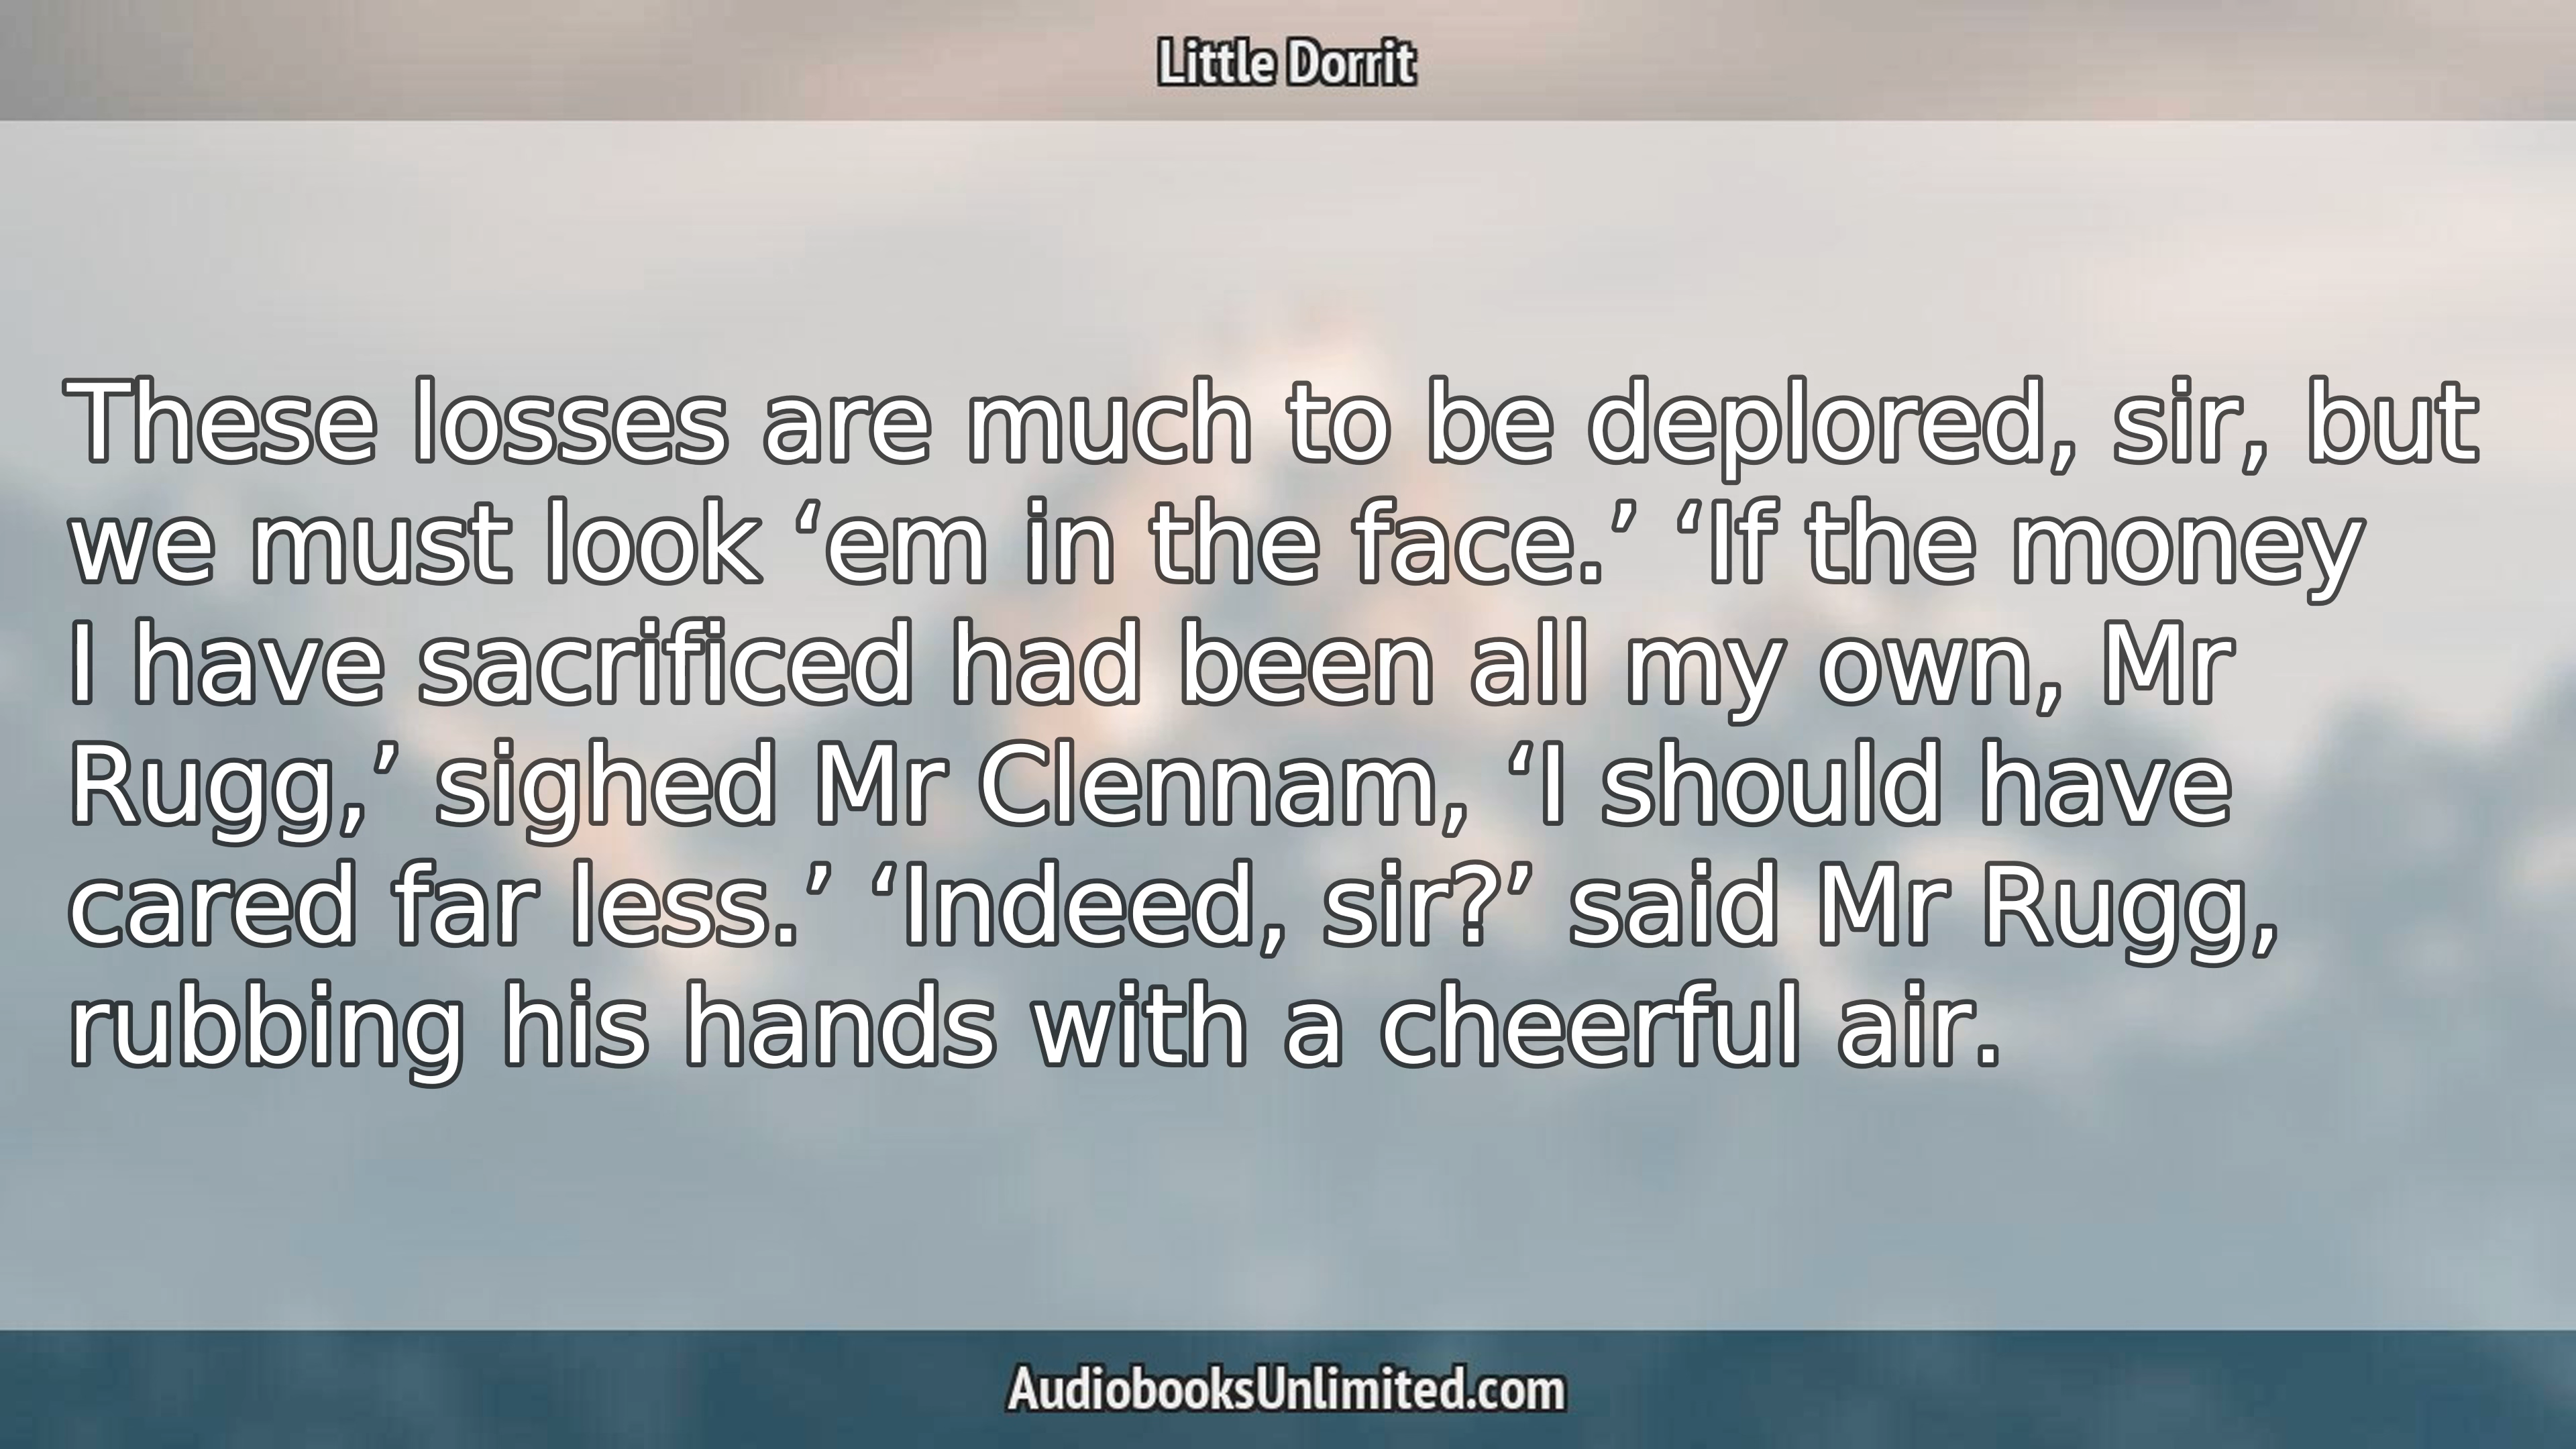 Little Dorrit
These losses are much to be deplored, sir, but
we must look ‘em in the face.’ ‘If the money
I have sacrificed had been all my own, Mr
Rugg,’ sighed Mr Clennam, ‘I should have
cared far less.’ ‘Indeed, sir?’ said Mr Rugg,
rubbing his hands with a cheerful air.
AudiobooksUnlimited.com